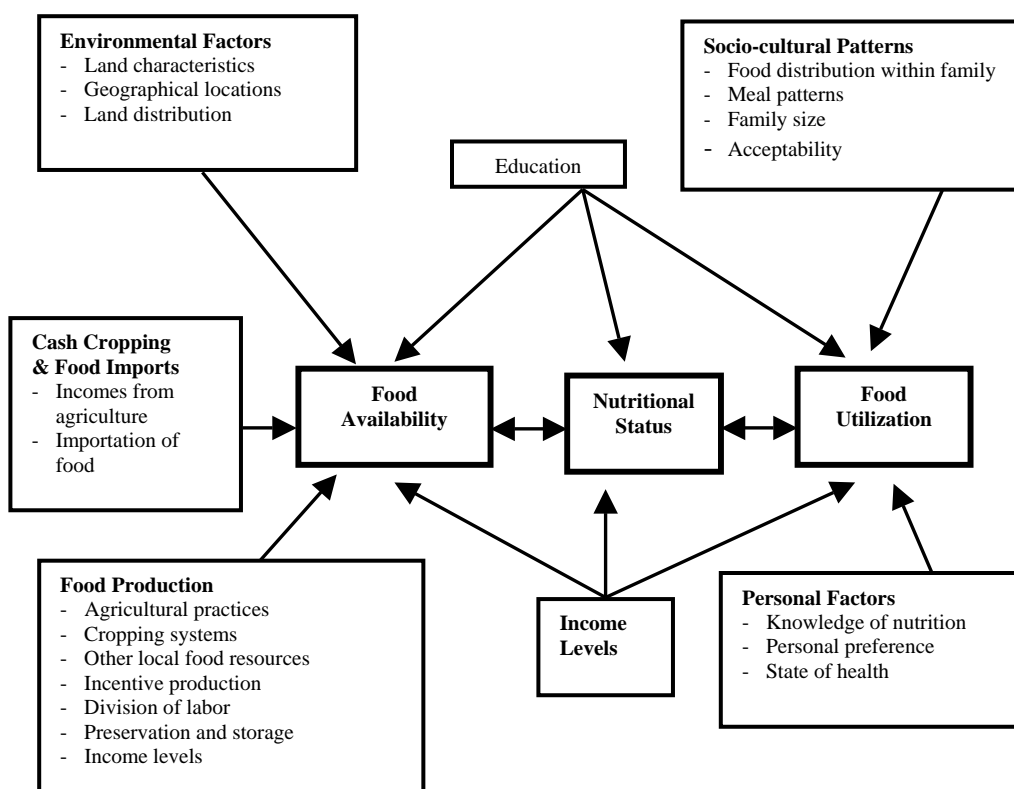 Environmental Factors
- Land characteristics
- Geographical locations
- Land distribution
Socio-cultural Patterns
- Food distribution within family
- Meal patterns
- Family size
- Acceptability
Education
Cash Cropping
& Food Imports
- Incomes from
agriculture
- Importation of
food
Food
Availability
Nutritional
Status
Food
Utilization
Food Production
- Agricultural practices
- Cropping systems
- Other local food resources
- Incentive production
- Division of labor
- Preservation and storage
- Income levels
Income
Levels
Personal Factors
- Knowledge of nutrition
- Personal preference
- State of health